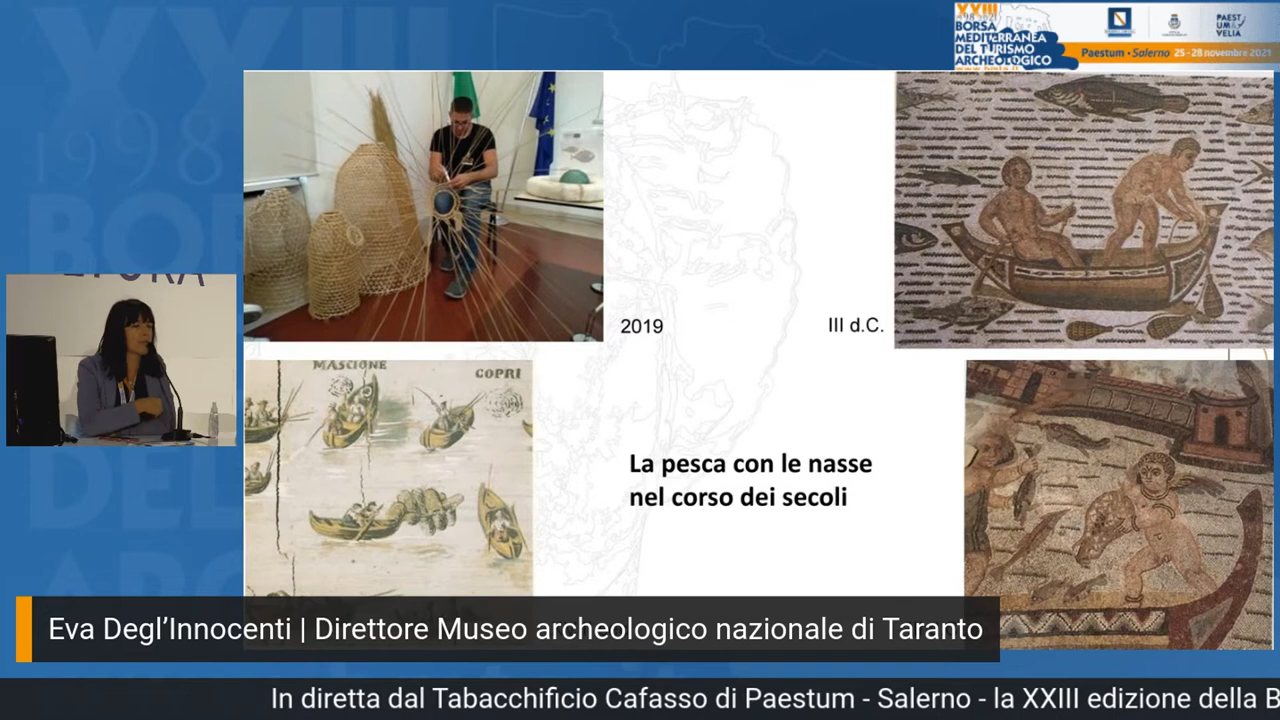 XXIII
BORSA
MEDITERRANEA
DEL TURISMO
ARCHEOLOGICO
PAEST
UM&
VELIA
Paestum • Salerno 25-28 novembre 2021
2019
III d.C.
MASCIONE
COPRI
La pesca con le nasse
nel corso dei secoli
Eva Degl’Innocenti | Direttore Museo archeologico nazionale di Taranto
In diretta dal Tabacchificio Cafasso di Paestum - Salerno - la XXIII edizione della B